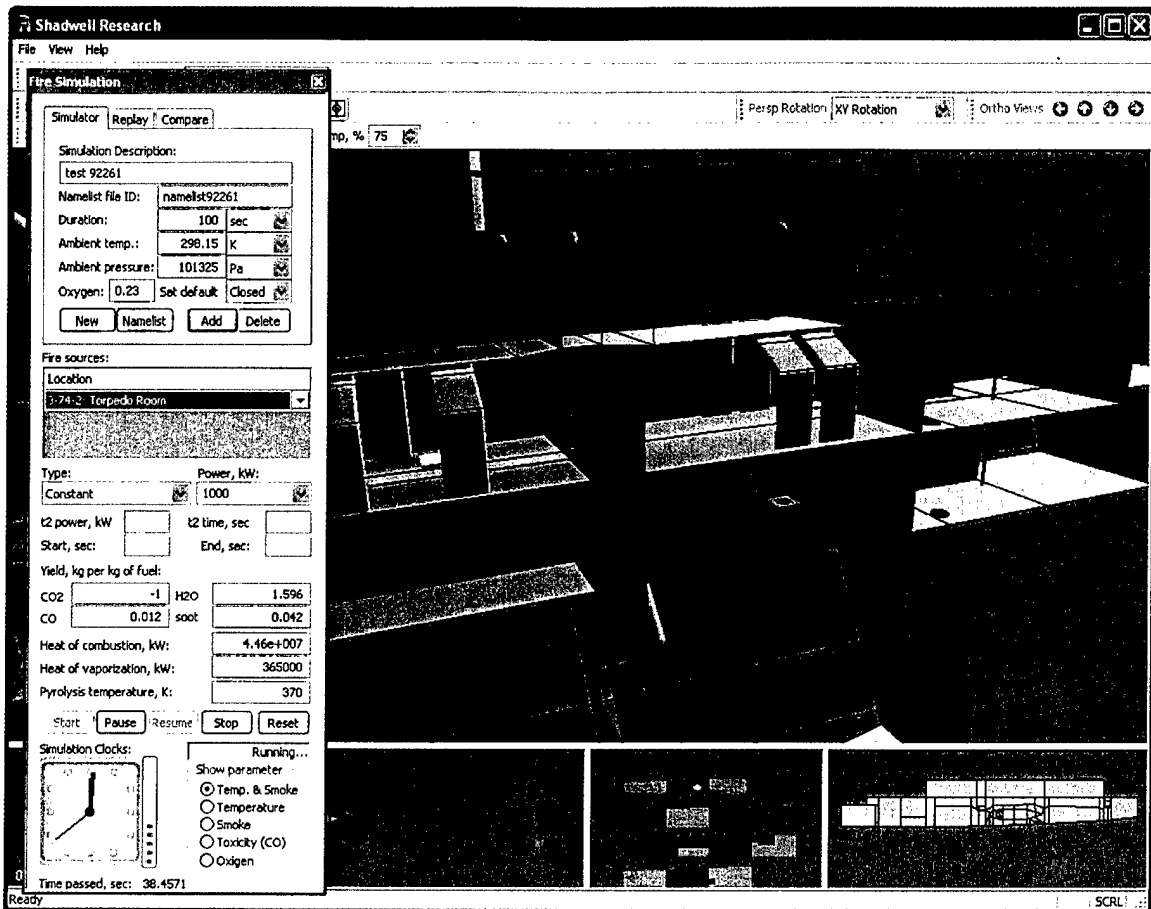 Shadwell Research
File View Help
Fire Simulation
Persp Rotation XY Rotation Ortho Views
Simulator Replay Compare
mp, % 75
Simulation Description:
test 92261
Namelist file ID: namelist92261
Duration: 100 sec
Ambient temp.: 298.15 K
Ambient pressure: 101325 Pa
Oxygen: 0.23 Set default Closed
New Namelist Add Delete
Fire sources:
Location
3-74-2 Torpedo Room
Type: Power, kW:
Constant 1000
t2 power, kW t2 time, sec
Start, sec: End, sec:
Yield, kg per kg of fuel:
CO2 -1 H2O 1.596
CO 0.012 soot 0.042
Heat of combustion, kW: 4.46e+007
Heat of vaporization, kW: 365000
Pyrolysis temperature, K: 370
Start Pause Resume Stop Reset
Simulation Clocks: Running...
Show parameter
Temp. & Smoke
Temperature
Smoke
Toxicity (CO)
Oxigen
Time passed, sec: 38.4571
Ready SCRL